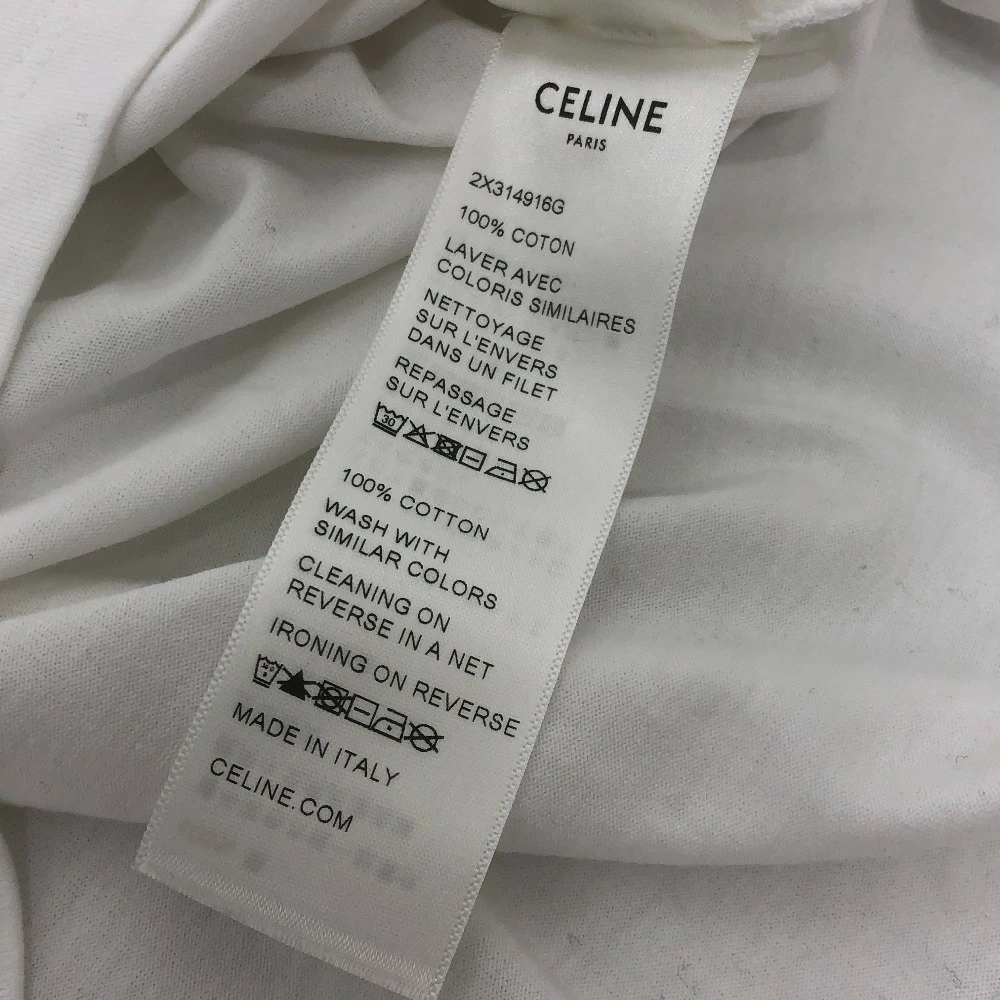 CELINE
PARIS
2X314916G
100% COTON
LAVER AVEC
COLORIS SIMILAIRES
NETTOYAGE
SUR L'ENVERS
DANS UN FILET
REPASSAGE
SUR L'ENVERS
30
100% COTTON
WASH WITH
SIMILAR COLORS
CLEANING ON
REVERSE IN A NET
IRONING ON REVERSE
MADE IN ITALY
CELINE.COM